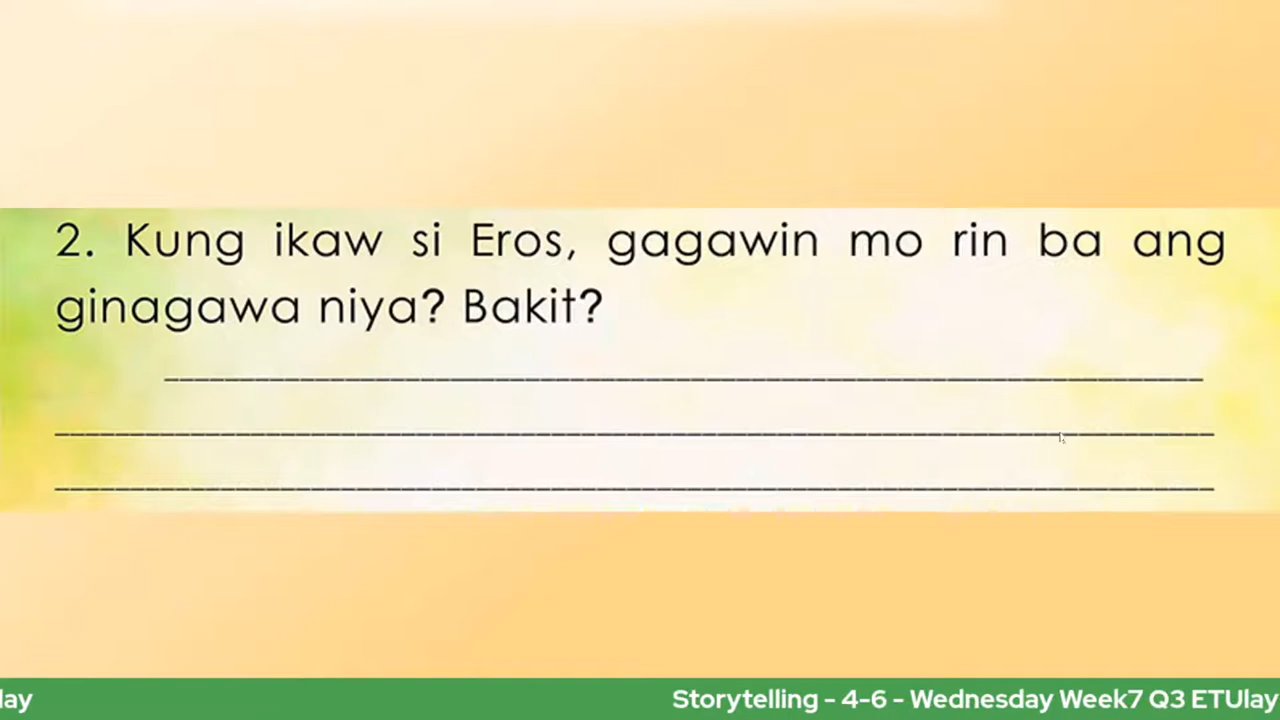 2. Kung ikaw si Eros, gagawin mo rin ba ang
ginagawa niya? Bakit?
lay
Storytelling - 4-6 - Wednesday Week7 Q3 ETUlay